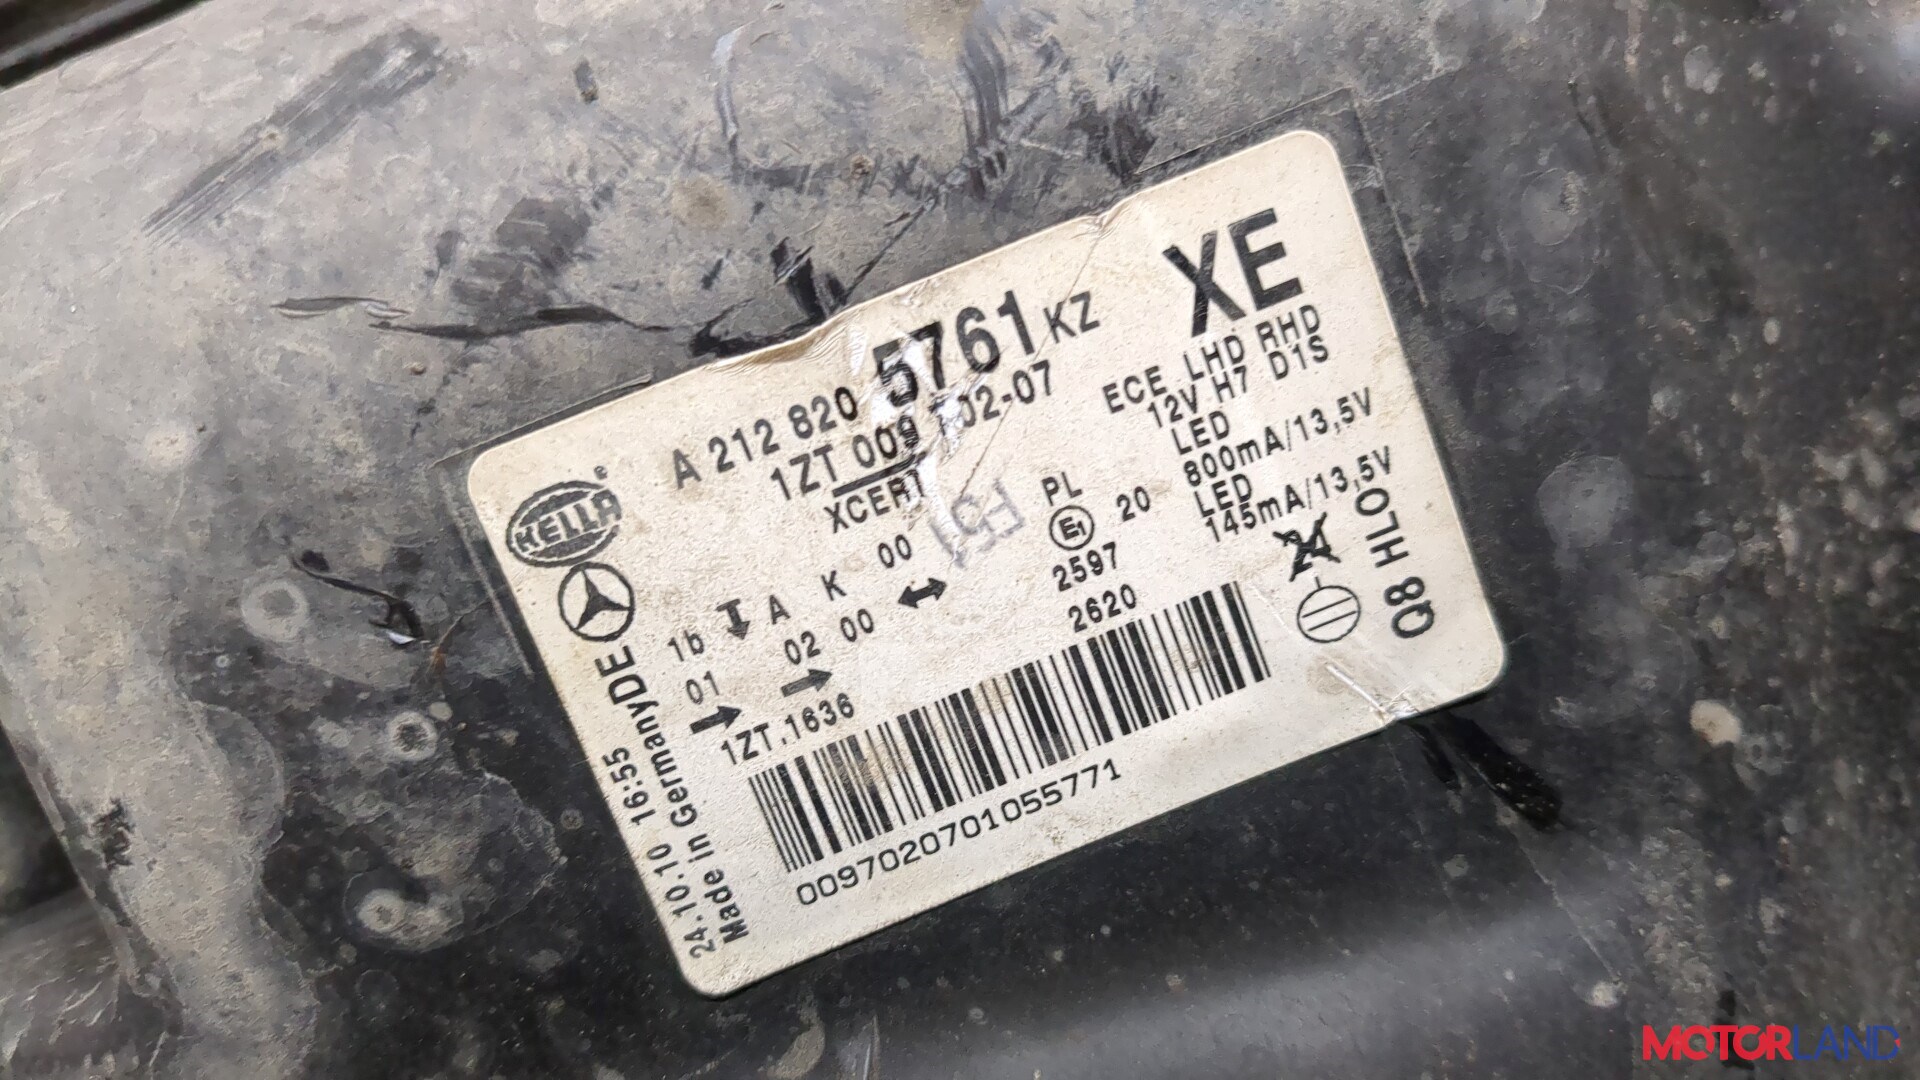 A 212 820 5761 KZ
XE
1ZT 009 702-07
XCERT
ECE LHD RHD
12V H7 D1S
LED
800mA/13,5V
LED
145mA/13,5V
HELLA
F51
PL
E1 20
2597
2620
1b A K 00
01 02 00
1ZT.1636
0097020701055771
DE
24.10.10 16:55
Made in Germany
Q8 HLO
MOTORLAND